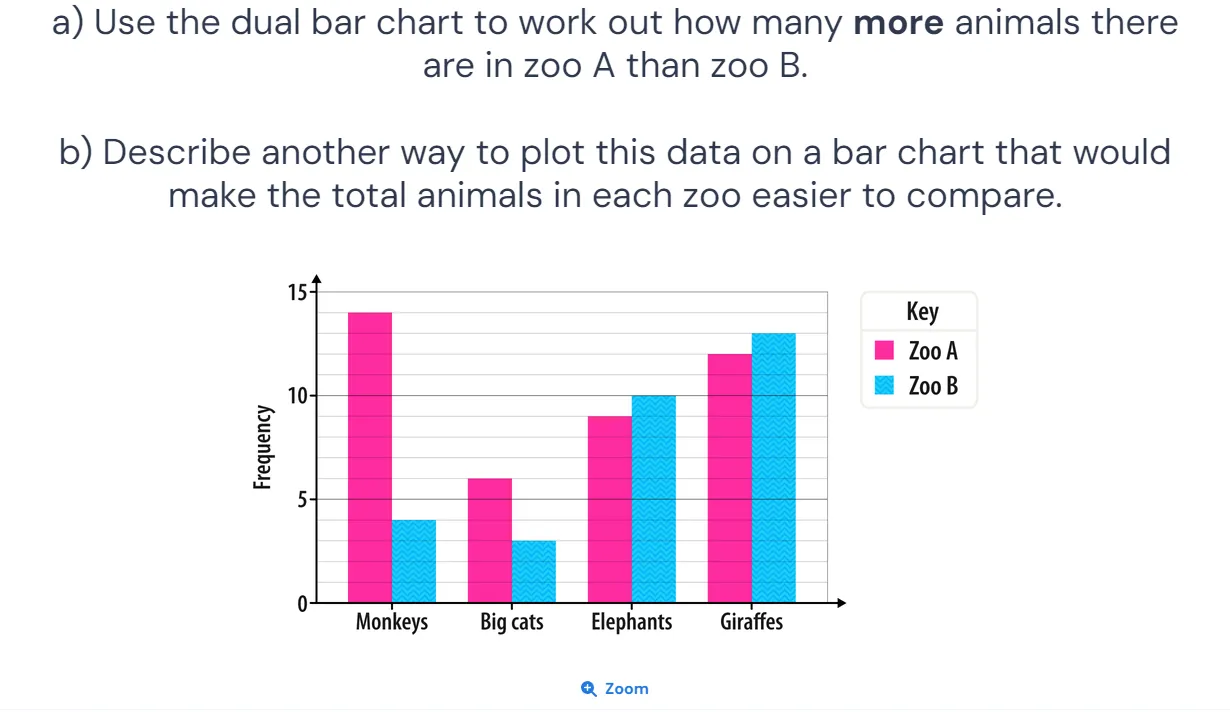 a) Use the dual bar chart to work out how many more animals there
are in zoo A than zoo B.
b) Describe another way to plot this data on a bar chart that would
make the total animals in each zoo easier to compare.
15
10
5
0
Frequency
Monkeys
Big cats
Elephants
Giraffes
Key
Zoo A
Zoo B
Zoom